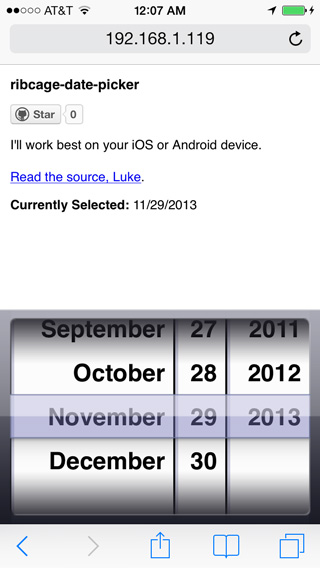 AT&T 12:07 AM
192.168.1.119
ribcage-date-picker
Star 0
I'll work best on your iOS or Android device.
Read the source, Luke.
Currently Selected: 11/29/2013
September 27 2011
October 28 2012
November 29 2013
December 30